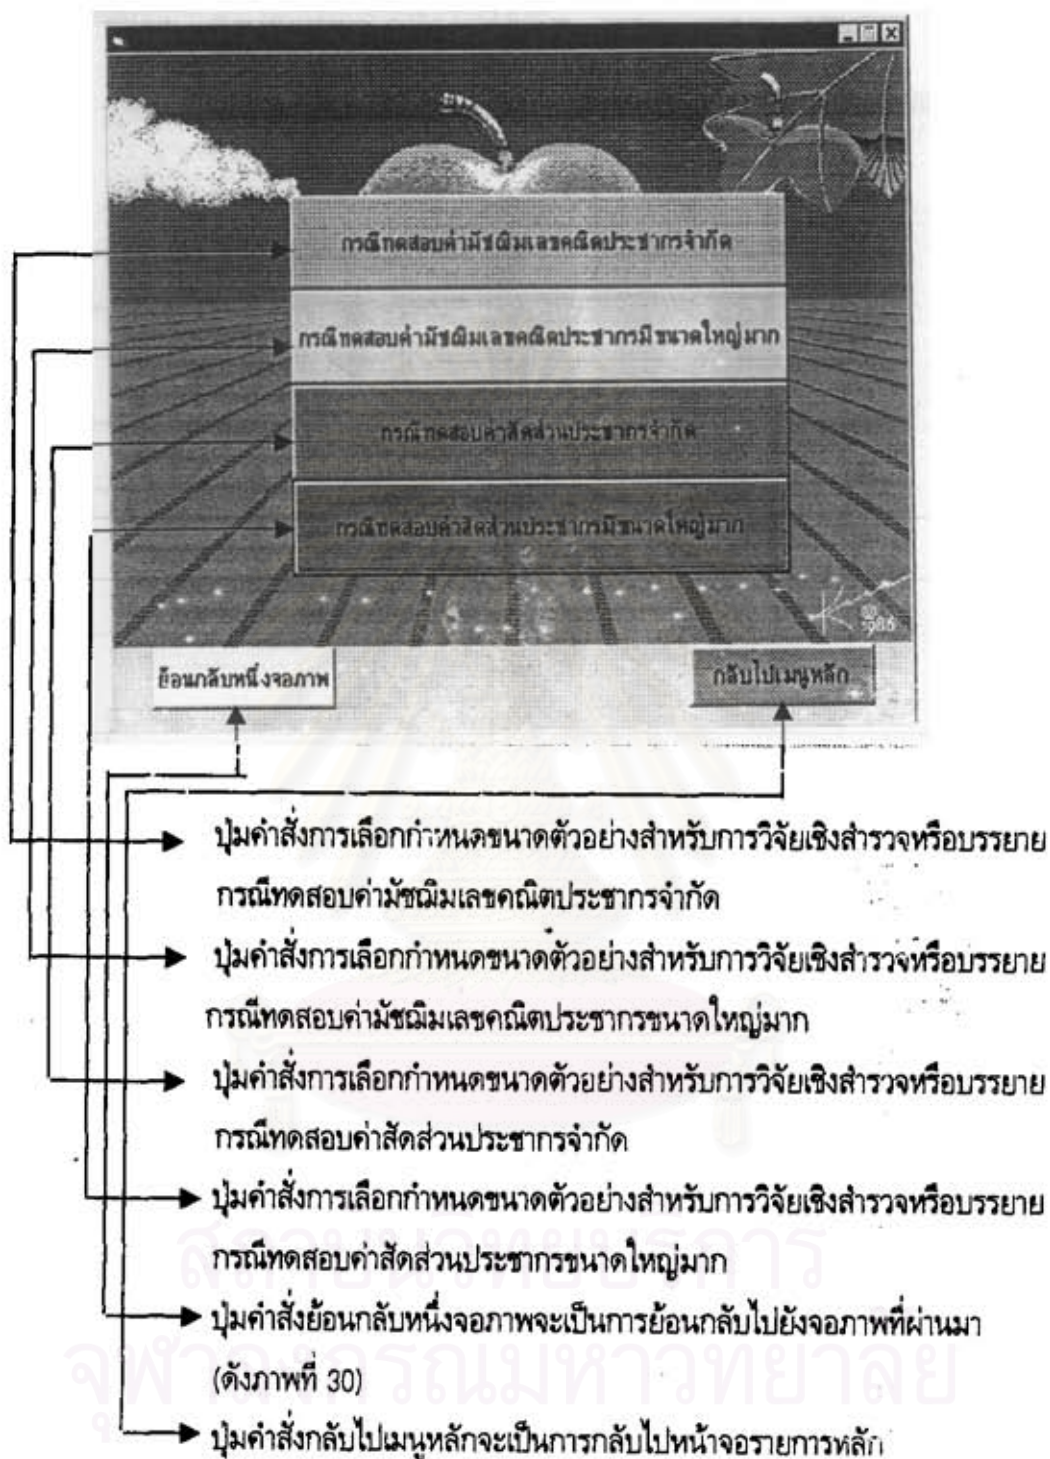 กรณีทดสอบค่ามัชฌิมเลขคณิตประชากรจำกัด
กรณีทดสอบค่ามัชฌิมเลขคณิตประชากรมีขนาดใหญ่มาก
กรณีทดสอบค่าสัดส่วนประชากรจำกัด
กรณีทดสอบค่าสัดส่วนประชากรมีขนาดใหญ่มาก
1986
ย้อนกลับหนึ่งจอภาพ
กลับไปเมนูหลัก
ปุ่มคำสั่งการเลือกกำหนดขนาดตัวอย่างสำหรับการวิจัยเชิงสำรวจหรือบรรยาย
กรณีทดสอบค่ามัชฌิมเลขคณิตประชากรจำกัด
ปุ่มคำสั่งการเลือกกำหนดขนาดตัวอย่างสำหรับการวิจัยเชิงสำรวจหรือบรรยาย
กรณีทดสอบค่ามัชฌิมเลขคณิตประชากรขนาดใหญ่มาก
ปุ่มคำสั่งการเลือกกำหนดขนาดตัวอย่างสำหรับการวิจัยเชิงสำรวจหรือบรรยาย
กรณีทดสอบค่าสัดส่วนประชากรจำกัด
ปุ่มคำสั่งการเลือกกำหนดขนาดตัวอย่างสำหรับการวิจัยเชิงสำรวจหรือบรรยาย
กรณีทดสอบค่าสัดส่วนประชากรขนาดใหญ่มาก
ปุ่มคำสั่งย้อนกลับหนึ่งจอภาพจะเป็นการย้อนกลับไปยังจอภาพที่ผ่านมา
(ดังภาพที่ 30)
ปุ่มคำสั่งกลับไปเมนูหลักจะเป็นการกลับไปหน้าจอรายการหลัก
สถาบันวิทยบริการ
จุฬาลงกรณ์มหาวิทยาลัย